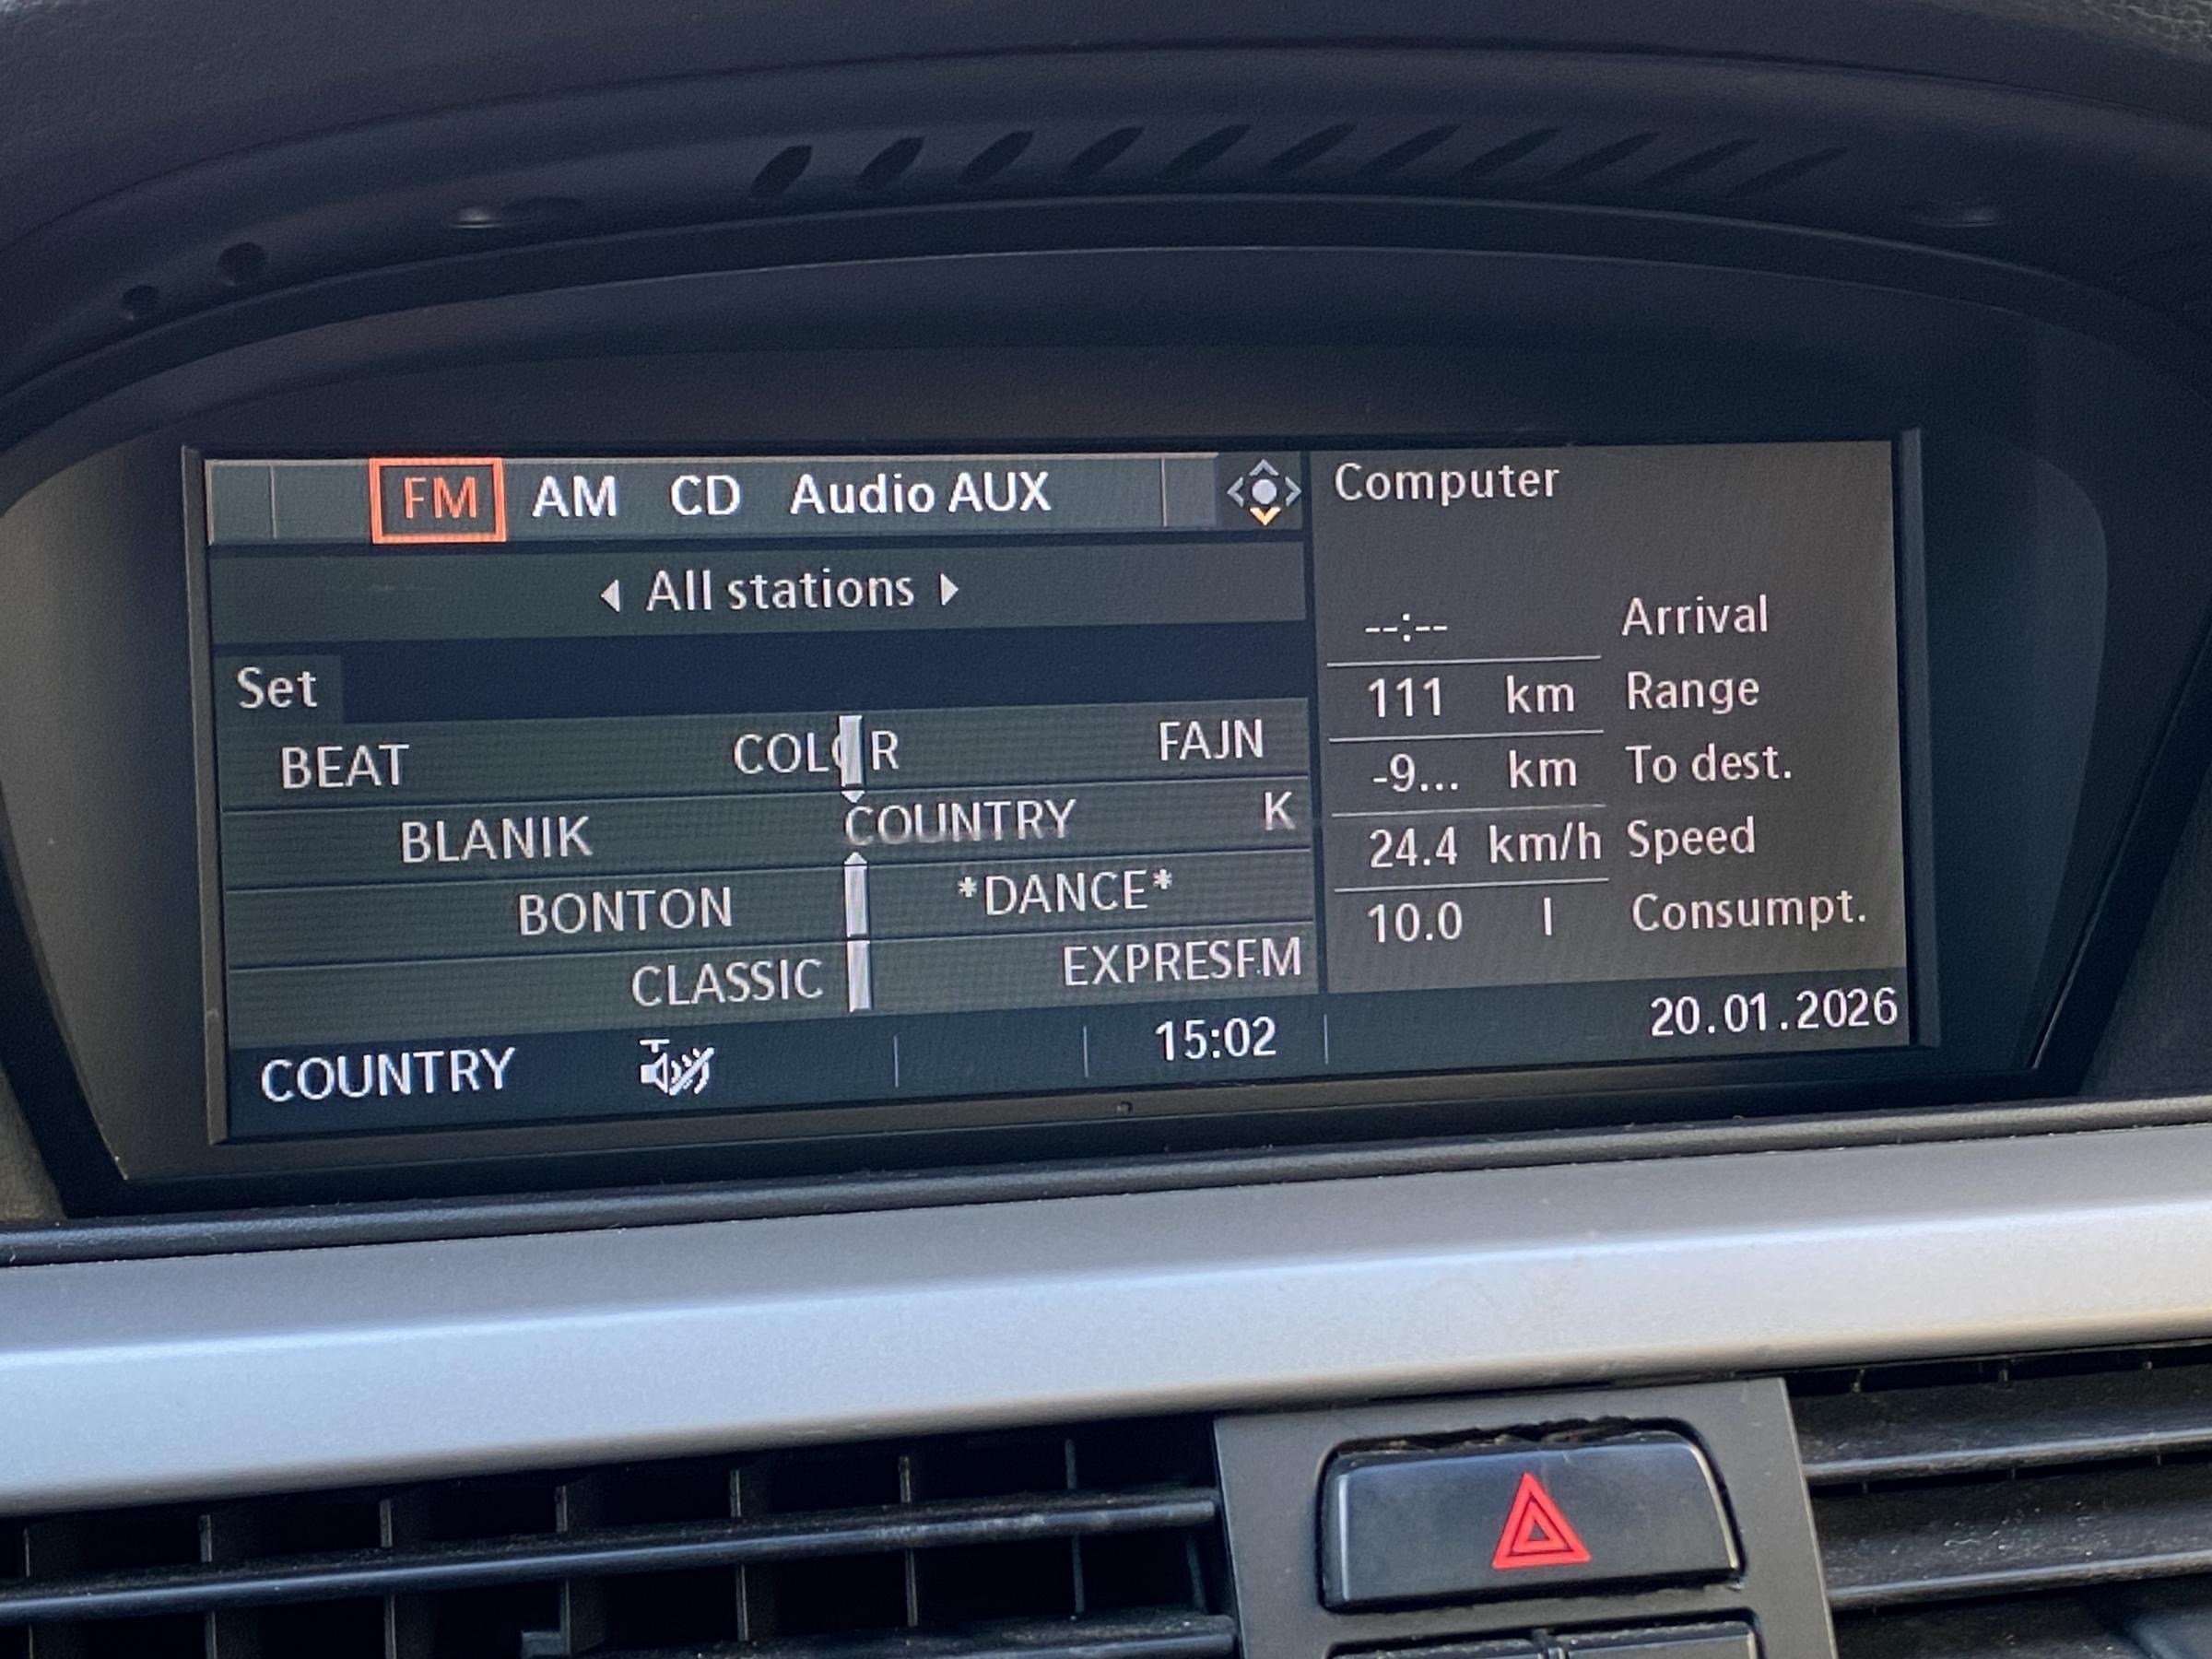 FM AM CD Audio AUX
All stations
Set
BEAT COLOR FAJN
BLANIK COUNTRY K
BONTON *DANCE*
CLASSIC EXPRESFM
COUNTRY T 15:02
Computer
--:-- Arrival
111 km Range
-9... km To dest.
24.4 km/h Speed
10.0 l Consumpt.
20.01.2026